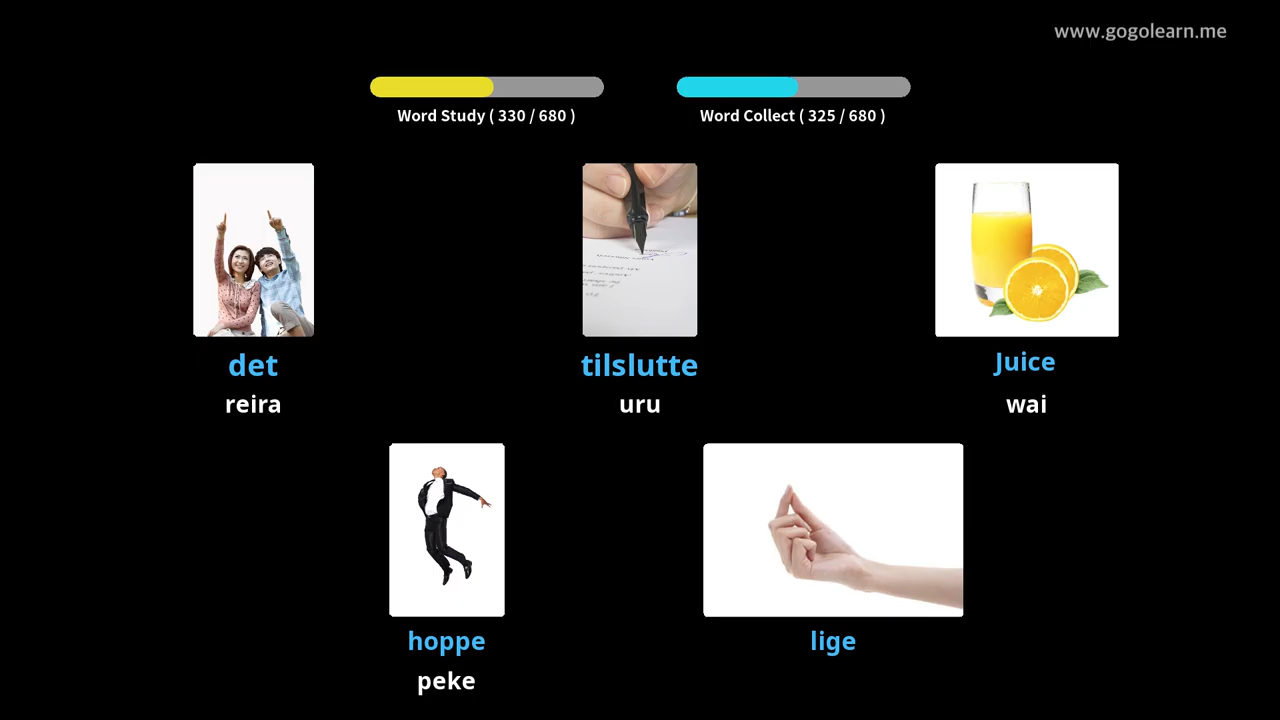 www.gogolearn.me
Word Study ( 330 / 680 )
Word Collect ( 325 / 680 )
det
reira
tilslutte
uru
Juice
wai
hoppe
peke
lige